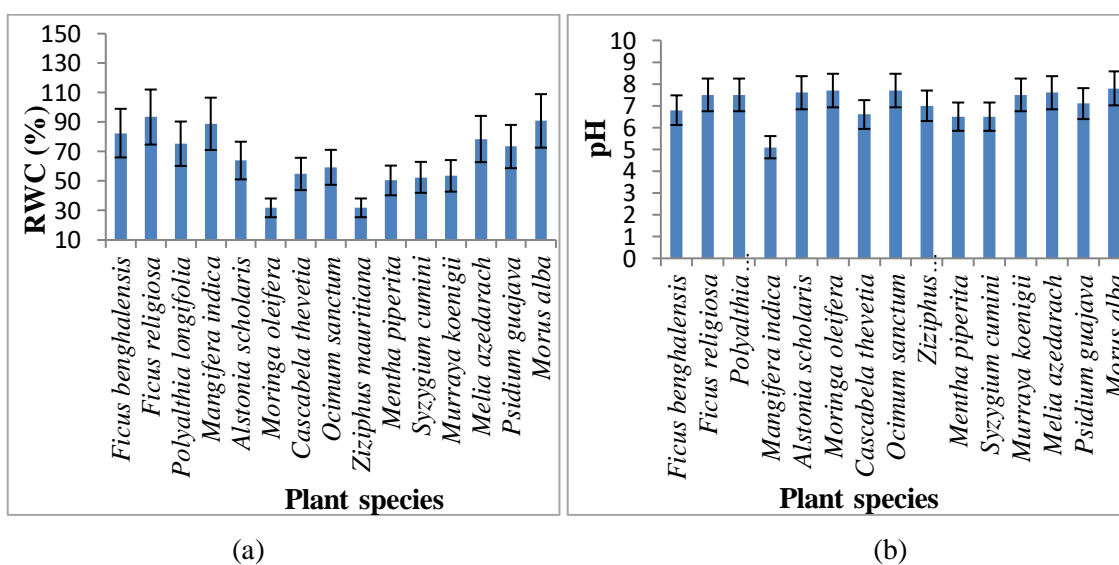 150
130
110
90
70
50
30
10
RWC (%)
Ficus benghalensis
Ficus religiosa
Polyalthia longifolia
Mangifera indica
Alstonia scholaris
Moringa oleifera
Cascabela thevetia
Ocimum sanctum
Ziziphus mauritiana
Mentha piperita
Syzygium cumini
Murraya koenigii
Melia azedarach
Psidium guajava
Morus alba
Plant species
(a)
10
9
8
7
6
5
4
3
2
1
0
pH
Ficus benghalensis
Ficus religiosa
Polyalthia…
Mangifera indica
Alstonia scholaris
Moringa oleifera
Cascabela thevetia
Ocimum sanctum
Ziziphus…
Mentha piperita
Syzygium cumini
Murraya koenigii
Melia azedarach
Psidium guajava
Morus alba
Plant species
(b)